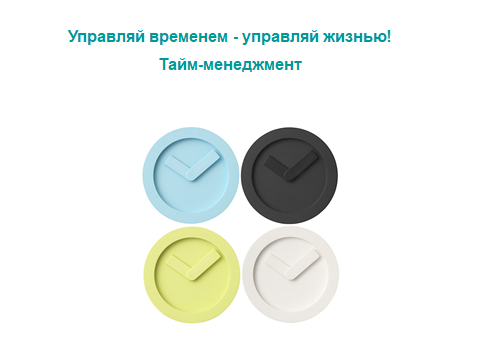 Управляй временем - управляй жизнью!
Тайм-менеджмент